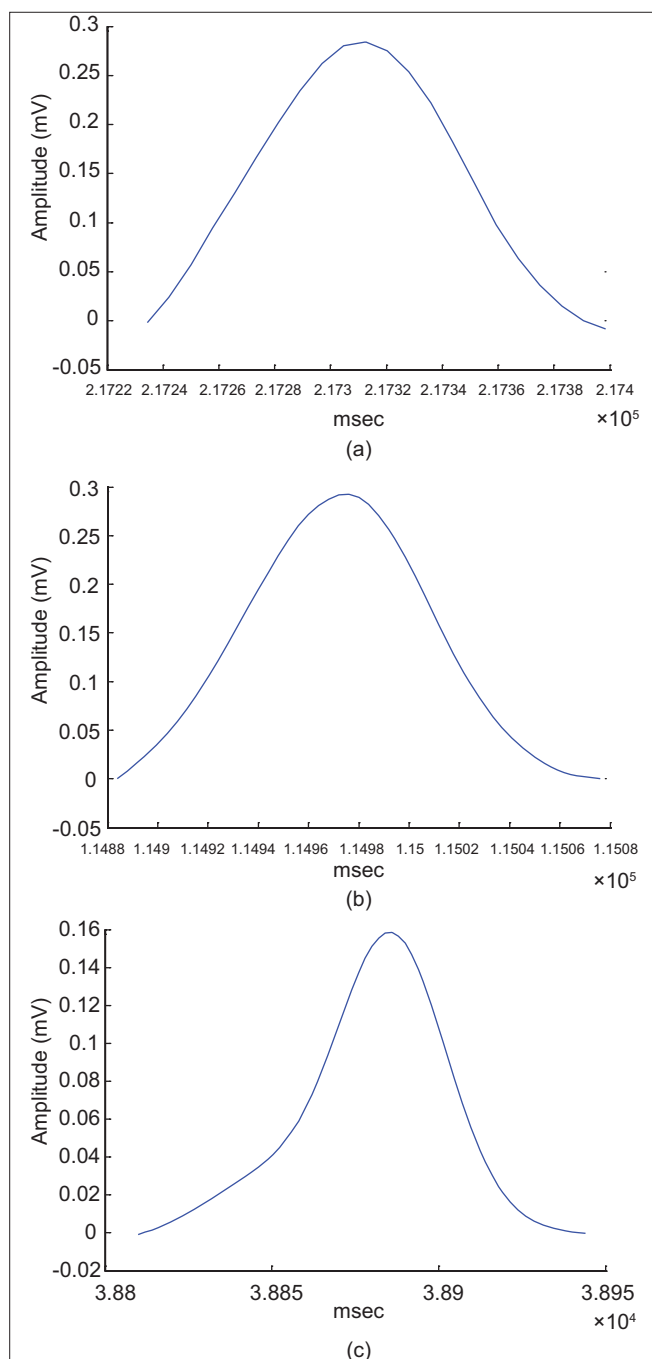 0.3
0.25
0.2
0.15
0.1
0.05
0
-0.05
Amplitude (mV)
2.1722 2.1724 2.1726 2.1728 2.173 2.1732 2.1734 2.1736 2.1738 2.174
msec
×10⁵
(a)
0.3
0.25
0.2
0.15
0.1
0.05
0
-0.05
Amplitude (mV)
1.1488 1.149 1.1492 1.1494 1.1496 1.1498 1.15 1.1502 1.1504 1.1506 1.1508
msec
×10⁵
(b)
0.16
0.14
0.12
0.1
0.08
0.06
0.04
0.02
0
-0.02
Amplitude (mV)
3.88 3.885 3.89 3.895
msec
×10⁴
(c)